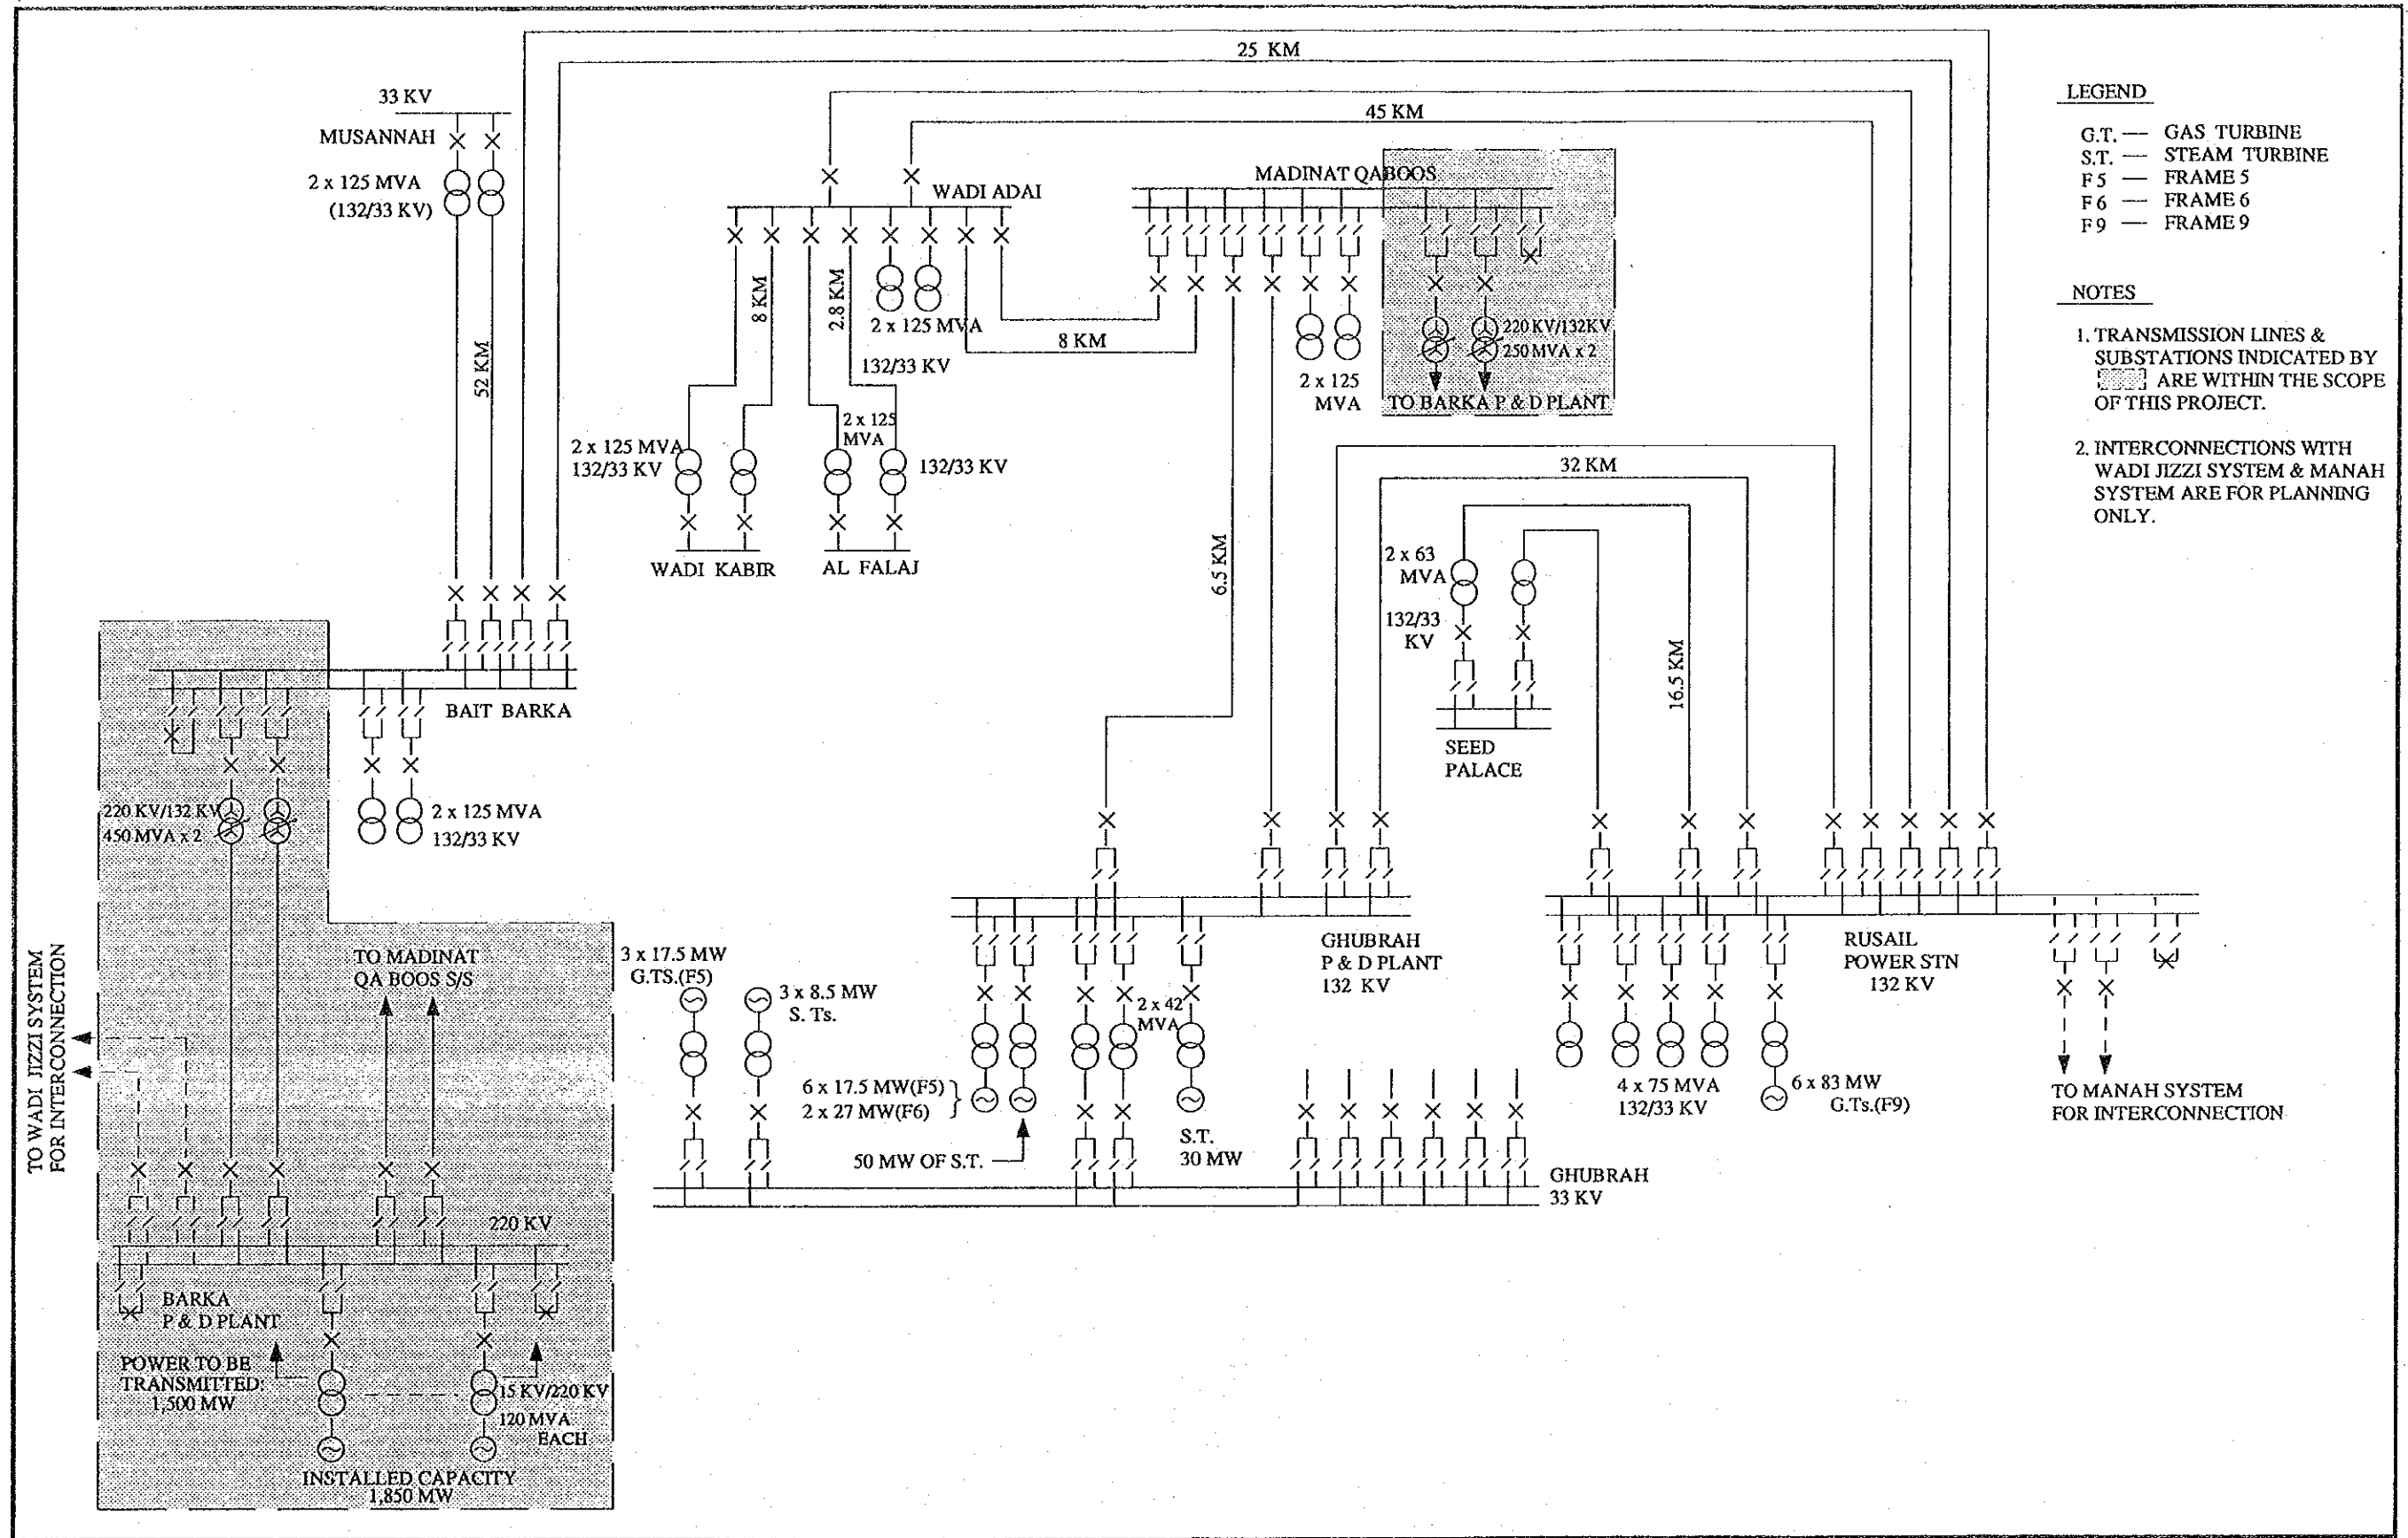 25 KM
33 KV
MUSANNAH
2 x 125 MVA
(132/33 KV)
52 KM
45 KM
WADI ADAI
8 KM
2.8 KM
2 x 125 MVA
132/33 KV
8 KM
2 x 125 MVA
132/33 KV
2 x 125
MVA
132/33 KV
WADI KABIR
AL FALAJ
MADINAT QABOOS
2 x 125
MVA
220 KV/132KV
250 MVA x 2
TO BARKA P & D PLANT
LEGEND
G.T. — GAS TURBINE
S.T. — STEAM TURBINE
F 5 — FRAME 5
F 6 — FRAME 6
F 9 — FRAME 9
NOTES
1. TRANSMISSION LINES &
SUBSTATIONS INDICATED BY
ARE WITHIN THE SCOPE
OF THIS PROJECT.
2. INTERCONNECTIONS WITH
WADI JIZZI SYSTEM & MANAH
SYSTEM ARE FOR PLANNING
ONLY.
32 KM
6.5 KM
2 x 63
MVA
132/33
KV
16.5 KM
SEED
PALACE
BAIT BARKA
220 KV/132 KV
450 MVA x 2
2 x 125 MVA
132/33 KV
TO WADI JIZZI SYSTEM
FOR INTERCONNECTION
TO MADINAT
QA BOOS S/S
3 x 17.5 MW
G.TS.(F5)
3 x 8.5 MW
S. Ts.
GHUBRAH
P & D PLANT
132 KV
2 x 42
MVA
6 x 17.5 MW(F5)
2 x 27 MW(F6)
50 MW OF S.T.
S.T.
30 MW
GHUBRAH
33 KV
RUSAIL
POWER STN
132 KV
4 x 75 MVA
132/33 KV
6 x 83 MW
G.Ts.(F9)
TO MANAH SYSTEM
FOR INTERCONNECTION
220 KV
BARKA
P & D PLANT
POWER TO BE
TRANSMITTED:
1,500 MW
15 KV/220 KV
120 MVA
EACH
INSTALLED CAPACITY
1,850 MW